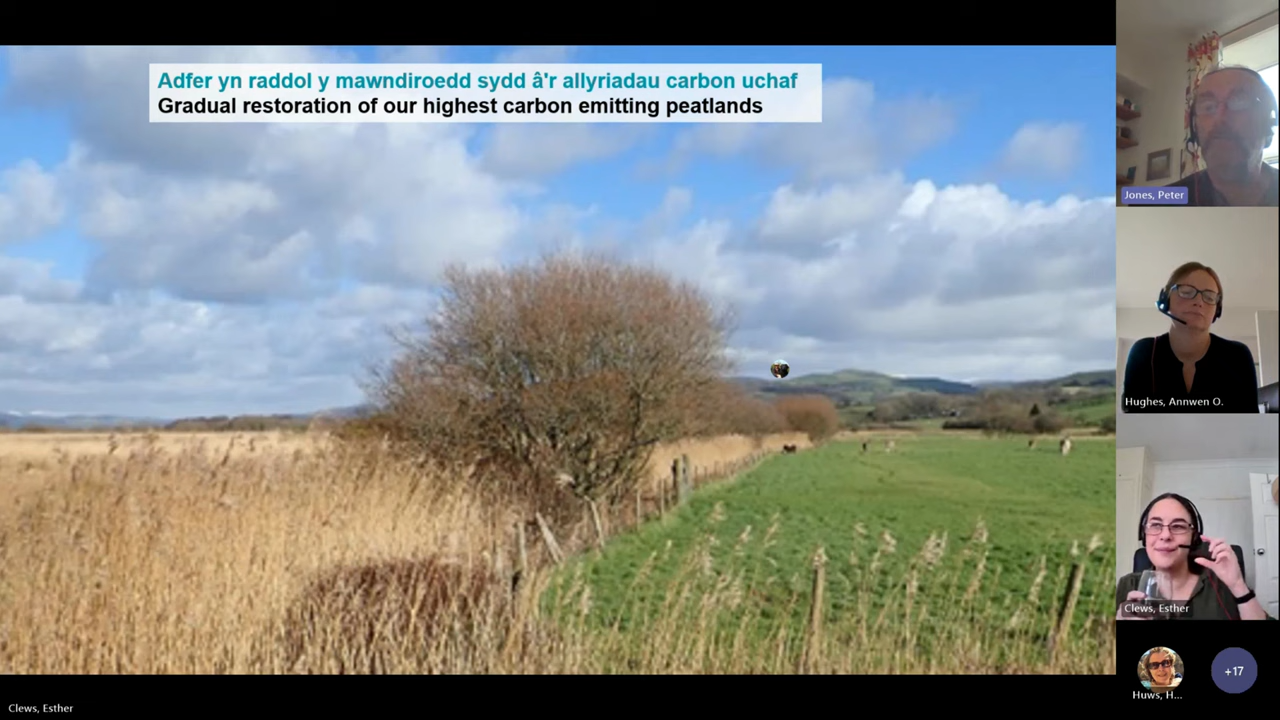 Adfer yn raddol y mawndiroedd sydd â'r allyriadau carbon uchaf
Gradual restoration of our highest carbon emitting peatlands
Jones, Peter
Hughes, Annwen O.
Clews, Esther
Huws, H...
+17
Clews, Esther